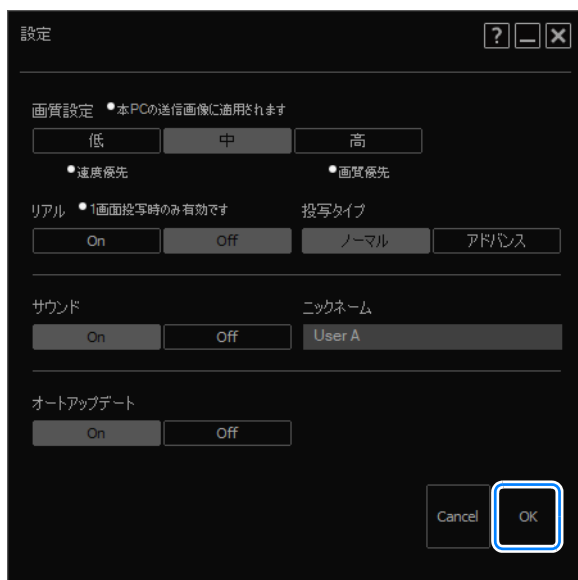 設定
?
画質設定 ●本PCの送信画像に適用されます
低 中 高
●速度優先 ●画質優先
リアル ●1画面投写時のみ有効です 投写タイプ
On Off ノーマル アドバンス
サウンド ニックネーム
On Off User A
オートアップデート
On Off
Cancel OK